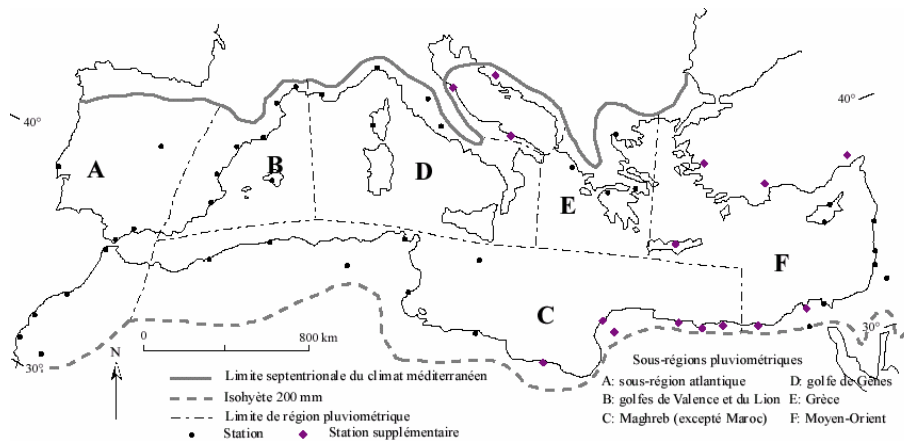 40°
40°
A
B
D
E
F
C
30°
30°
0
800 km
N
Limite septentrionale du climat méditerranéen
Isohyète 200 mm
Limite de région pluviométrique
Station
Station supplémentaire
Sous-régions pluviométriques
A: sous-région atlantique
D: golfe de Gênes
B: golfes de Valence et du Lion
E: Grèce
C: Maghreb (excepté Maroc)
F: Moyen-Orient